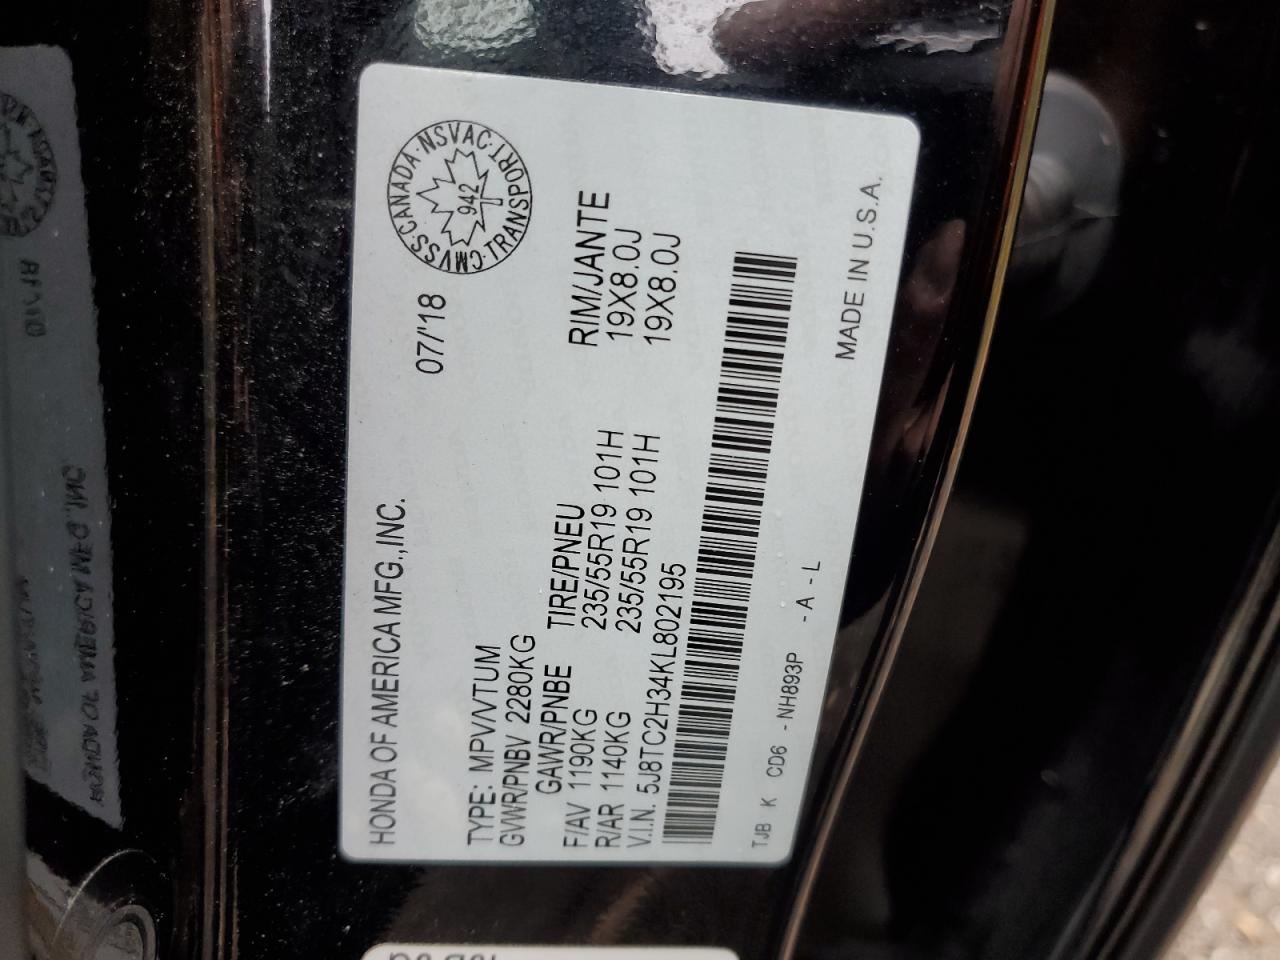 HONDA OF AMERICA MFG.,INC.
07/'18
CMVSS·CANADA·NSVAC·TRANSPORT
942
TYPE: MPV/VTUM
GVWR/PNBV 2280KG
GAWR/PNBE TIRE/PNEU RIM/JANTE
F/AV 1190KG 235/55R19 101H 19X8.0J
R/AR 1140KG 235/55R19 101H 19X8.0J
V.I.N. 5J8TC2H34KL802195
TJB K CD6 - NH893P - A - L
MADE IN U.S.A.